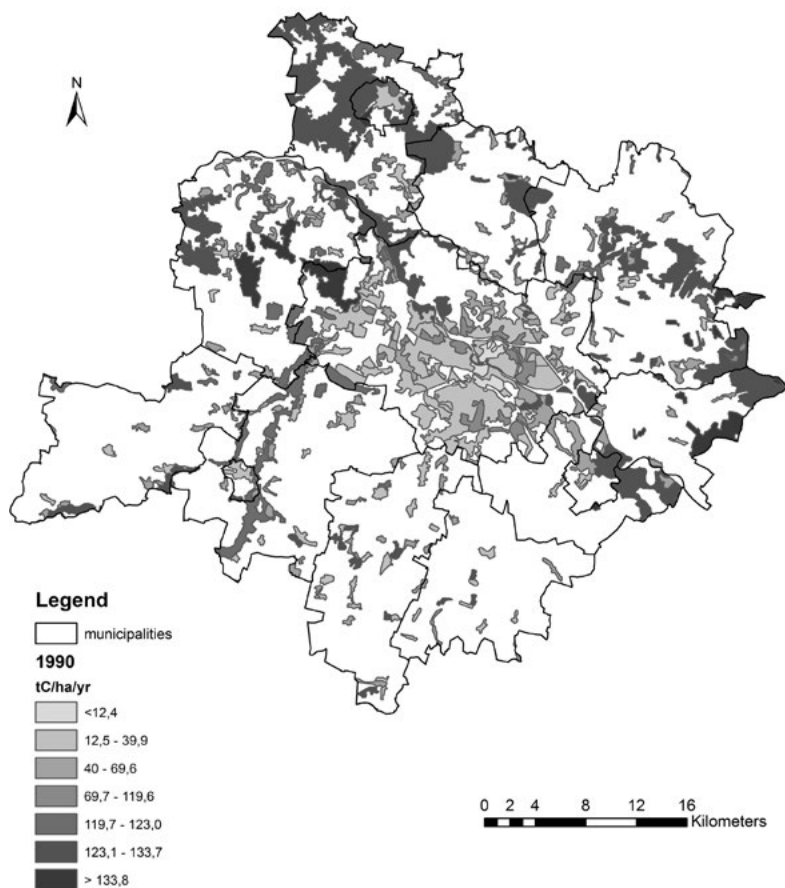 N
Legend
municipalities
1990
tC/ha/yr
<12,4
12,5 - 39,9
40 - 69,6
69,7 - 119,6
119,7 - 123,0
123,1 - 133,7
> 133,8
0 2 4 8 12 16
Kilometers